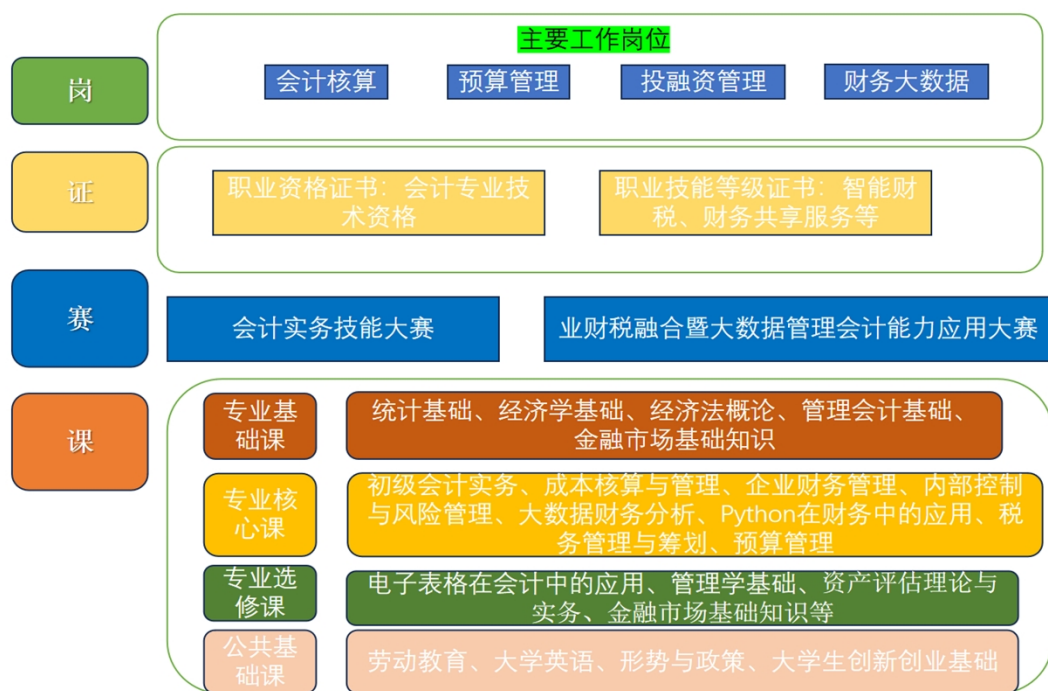 主要工作岗位
岗
会计核算
预算管理
投融资管理
财务大数据
证
职业资格证书：会计专业技
术资格
职业技能等级证书：智能财
税、财务共享服务等
赛
会计实务技能大赛
业财税融合暨大数据管理会计能力应用大赛
课
专业基
础课
统计基础、经济学基础、经济法概论、管理会计基础、
金融市场基础知识
专业核
心课
初级会计实务、成本核算与管理、企业财务管理、内部控制
与风险管理、大数据财务分析、Python在财务中的应用、税
务管理与筹划、预算管理
专业选
修课
电子表格在会计中的应用、管理学基础、资产评估理论与
实务、金融市场基础知识等
公共基
础课
劳动教育、大学英语、形势与政策、大学生创新创业基础